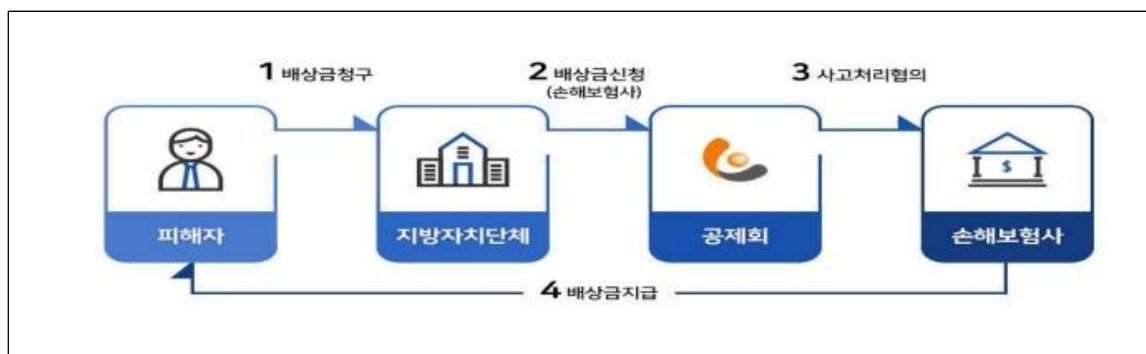 1 배상금청구
2 배상금신청
(손해보험사)
3 사고처리협의
$
피해자
지방자치단체
공제회
손해보험사
4 배상금지급